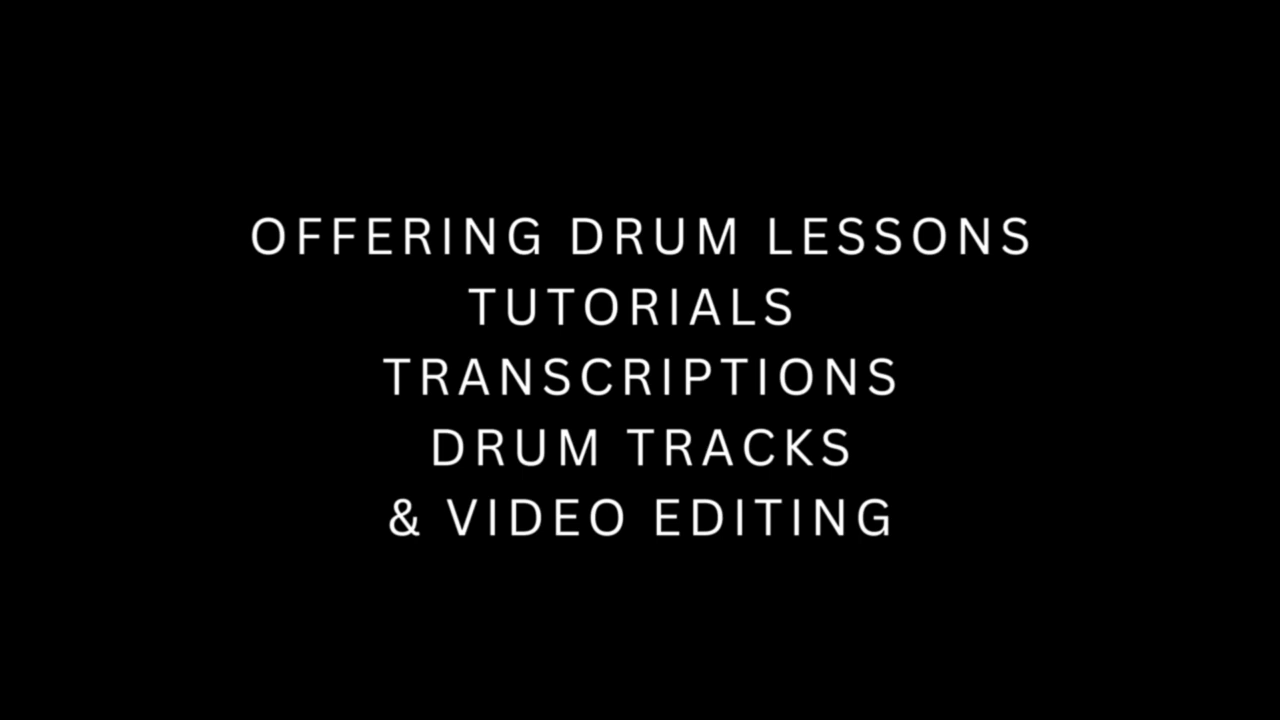 OFFERING DRUM LESSONS
TUTORIALS
TRANSCRIPTIONS
DRUM TRACKS
& VIDEO EDITING